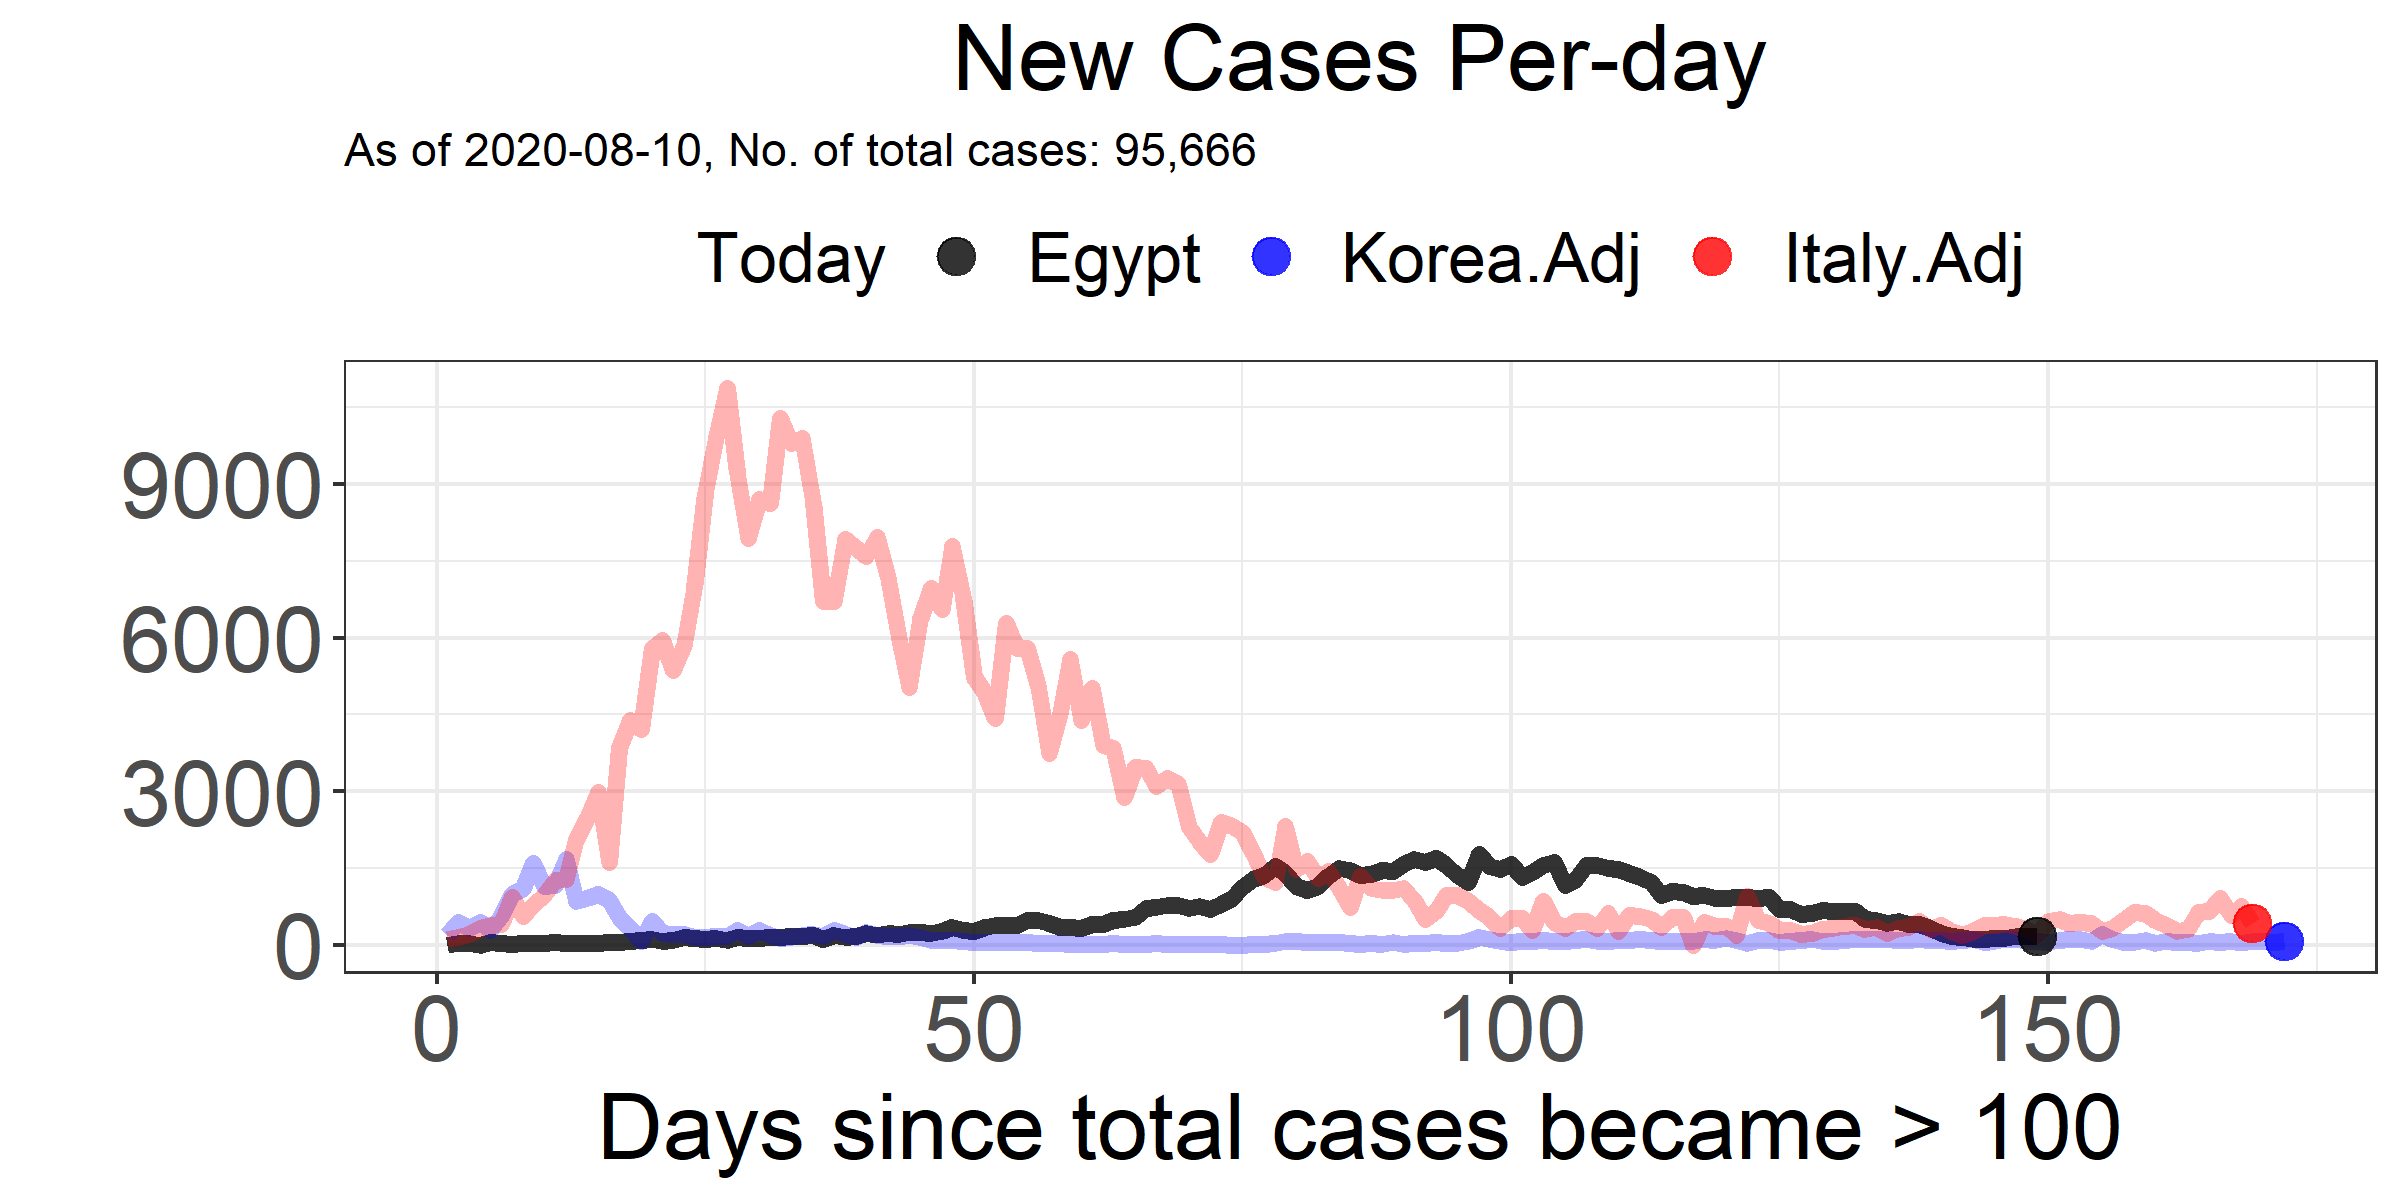 New Cases Per-day
As of 2020-08-10, No. of total cases: 95,666
Today Egypt Korea.Adj Italy.Adj
9000
6000
3000
0
0 50 100 150
Days since total cases became > 100